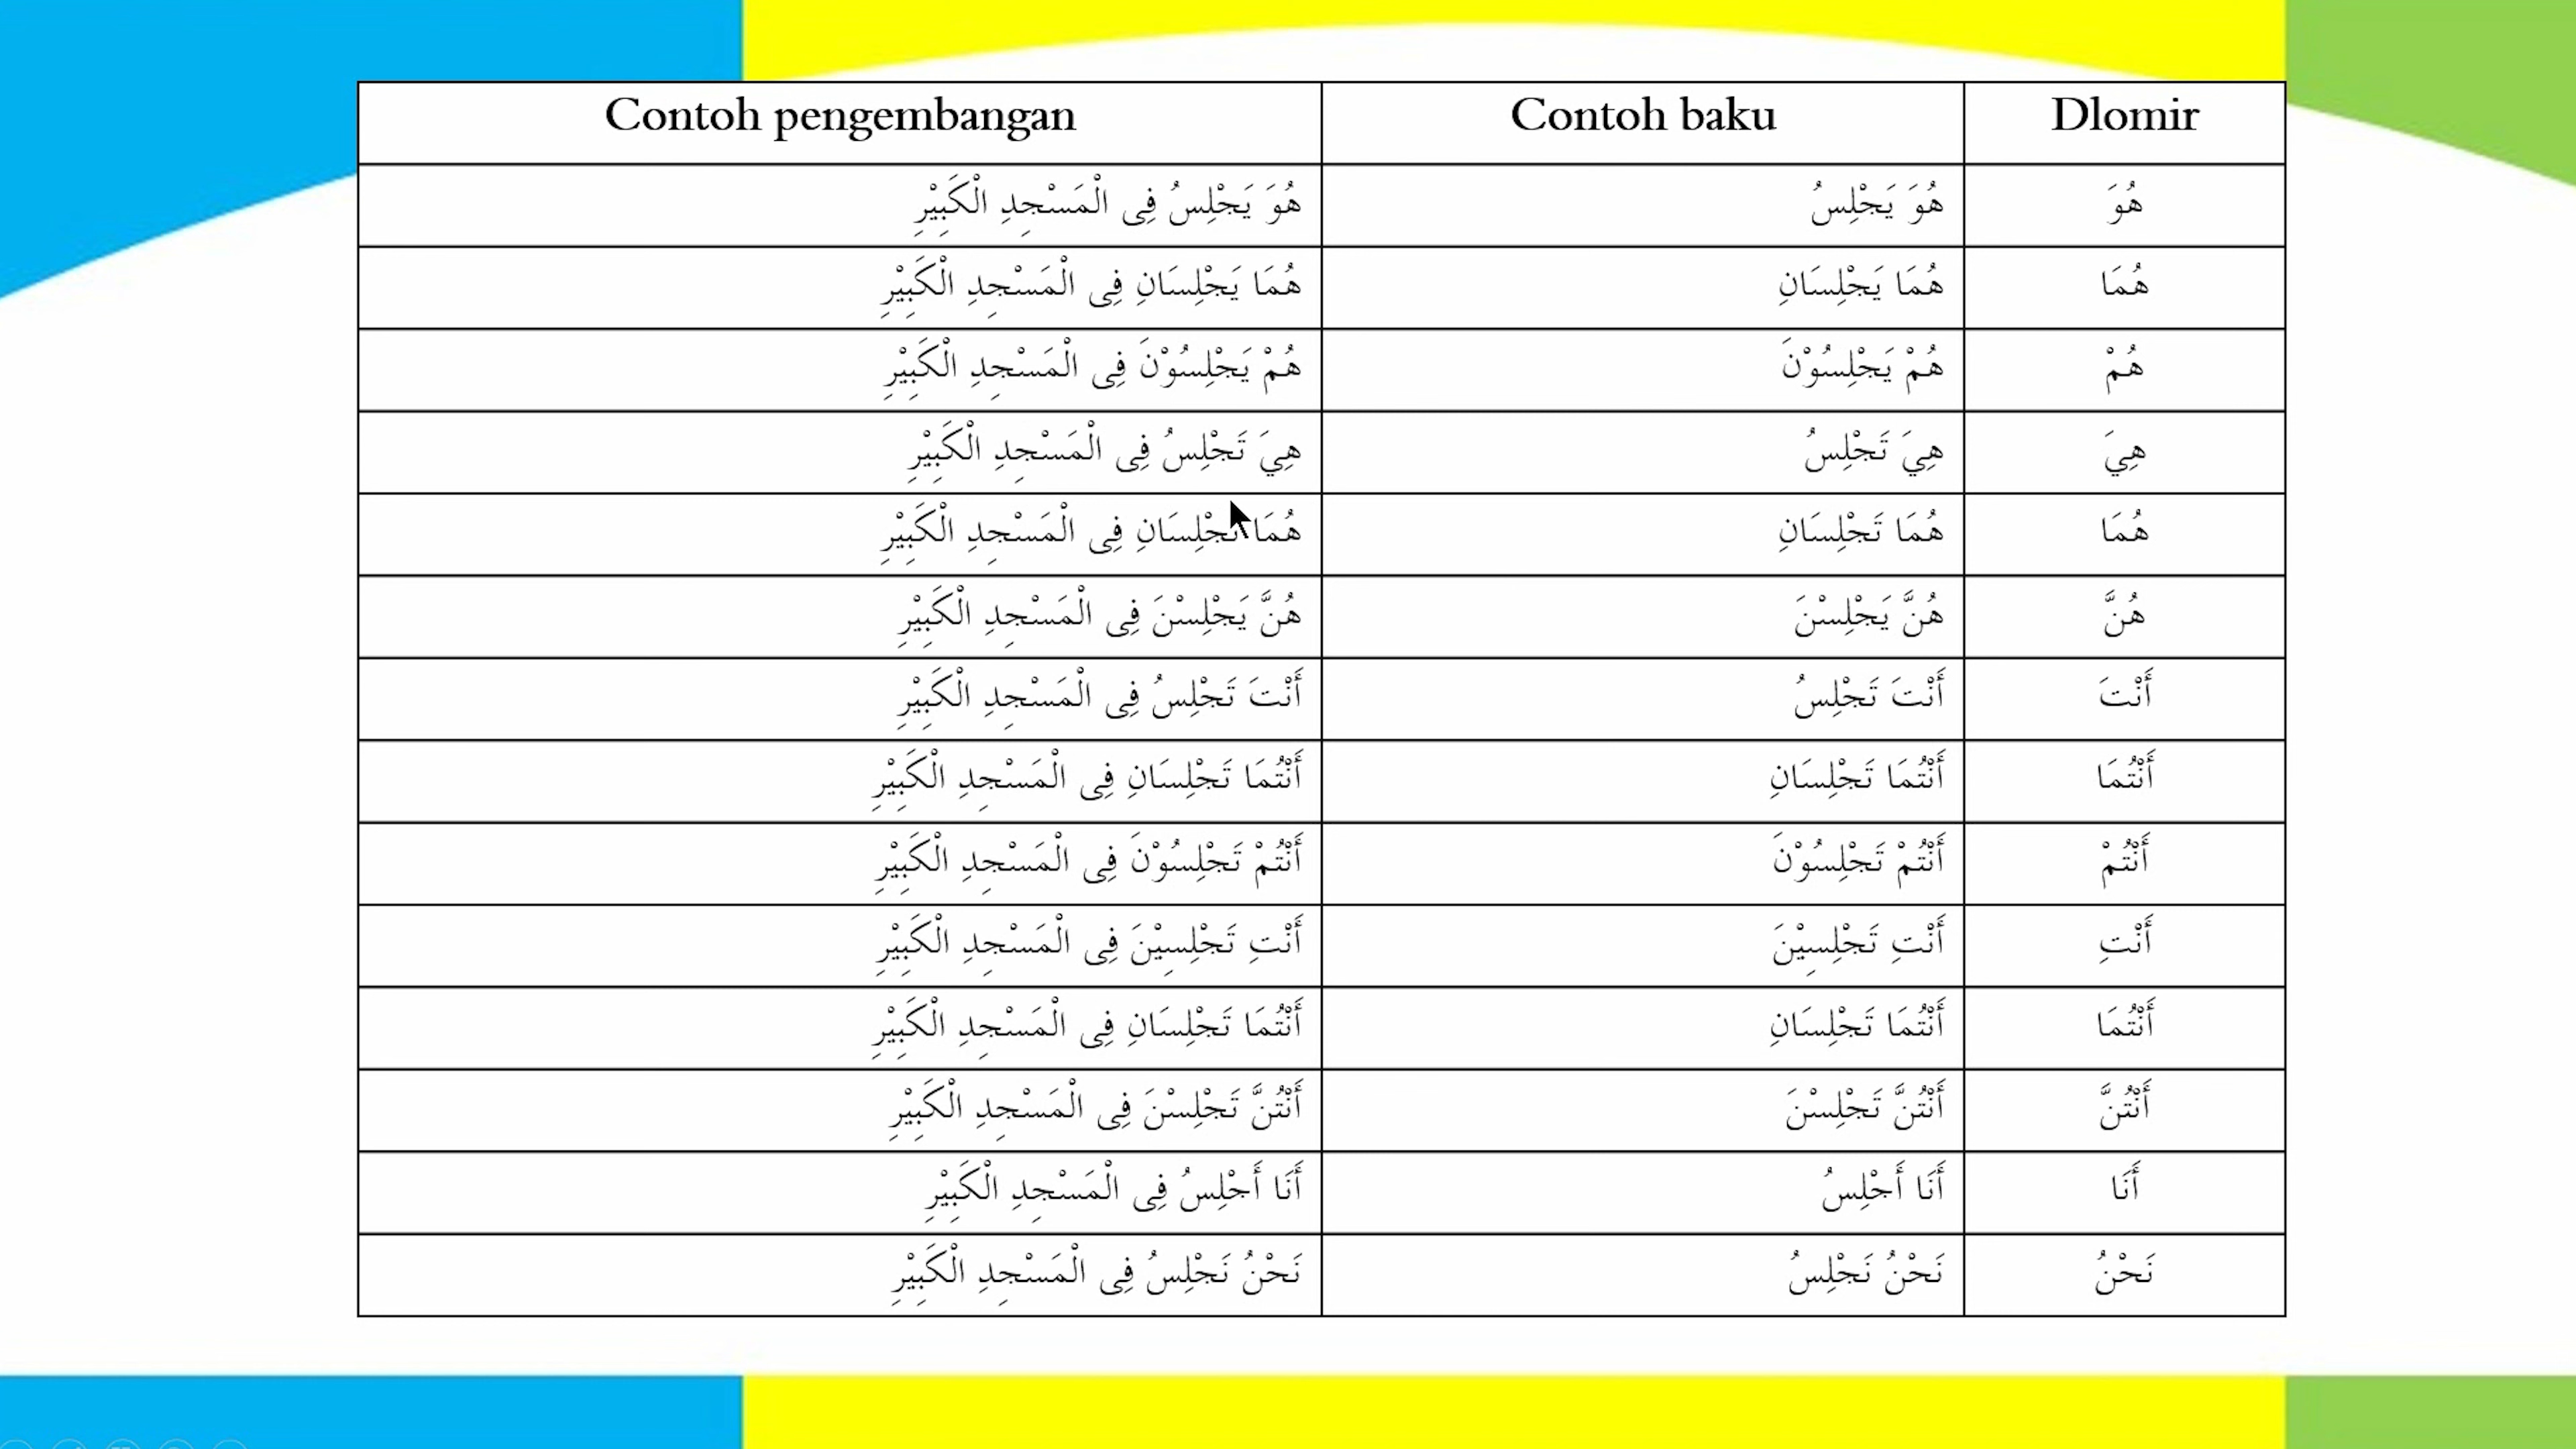 Contoh pengembangan Contoh baku Dlomir
هُوَ هُوَ يَجْلِسُ هُوَ يَجْلِسُ فِى الْمَسْجِدِ الْكَبِيْرِ
هُمَا هُمَا يَجْلِسَانِ هُمَا يَجْلِسَانِ فِى الْمَسْجِدِ الْكَبِيْرِ
هُمْ هُمْ يَجْلِسُوْنَ هُمْ يَجْلِسُوْنَ فِى الْمَسْجِدِ الْكَبِيْرِ
هِيَ هِيَ تَجْلِسُ هِيَ تَجْلِسُ فِى الْمَسْجِدِ الْكَبِيْرِ
هُمَا هُمَا تَجْلِسَانِ هُمَا تَجْلِسَانِ فِى الْمَسْجِدِ الْكَبِيْرِ
هُنَّ هُنَّ يَجْلِسْنَ هُنَّ يَجْلِسْنَ فِى الْمَسْجِدِ الْكَبِيْرِ
أَنْتَ أَنْتَ تَجْلِسُ أَنْتَ تَجْلِسُ فِى الْمَسْجِدِ الْكَبِيْرِ
أَنْتُمَا أَنْتُمَا تَجْلِسَانِ أَنْتُمَا تَجْلِسَانِ فِى الْمَسْجِدِ الْكَبِيْرِ
أَنْتُمْ أَنْتُمْ تَجْلِسُوْنَ أَنْتُمْ تَجْلِسُوْنَ فِى الْمَسْجِدِ الْكَبِيْرِ
أَنْتِ أَنْتِ تَجْلِسِيْنَ أَنْتِ تَجْلِسِيْنَ فِى الْمَسْجِدِ الْكَبِيْرِ
أَنْتُمَا أَنْتُمَا تَجْلِسَانِ أَنْتُمَا تَجْلِسَانِ فِى الْمَسْجِدِ الْكَبِيْرِ
أَنْتُنَّ أَنْتُنَّ تَجْلِسْنَ أَنْتُنَّ تَجْلِسْنَ فِى الْمَسْجِدِ الْكَبِيْرِ
أَنَا أَنَا أَجْلِسُ أَنَا أَجْلِسُ فِى الْمَسْجِدِ الْكَبِيْرِ
نَحْنُ نَحْنُ نَجْلِسُ نَحْنُ نَجْلِسُ فِى الْمَسْجِدِ الْكَبِيْرِ